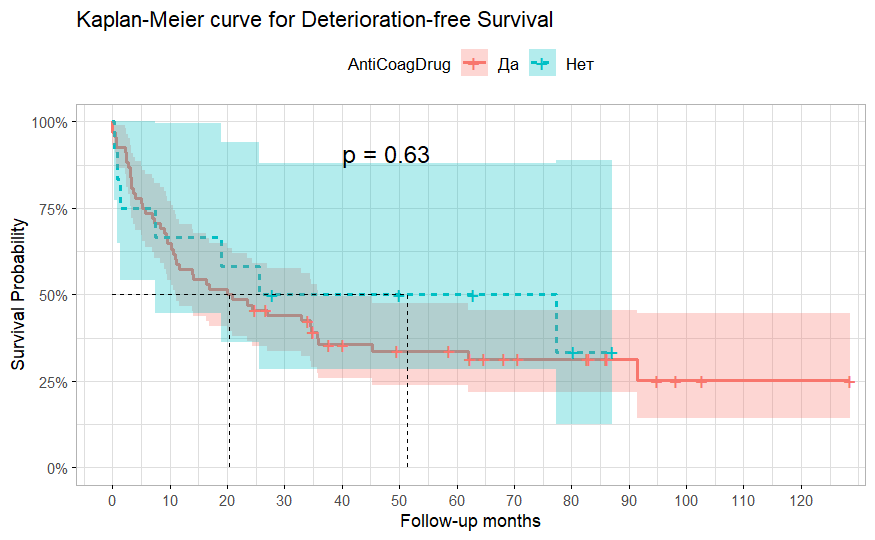 Kaplan-Meier curve for Deterioration-free Survival
AntiCoagDrug Да Нет
p = 0.63
Survival Probability
100%
75%
50%
25%
0%
0 10 20 30 40 50 60 70 80 90 100 110 120
Follow-up months